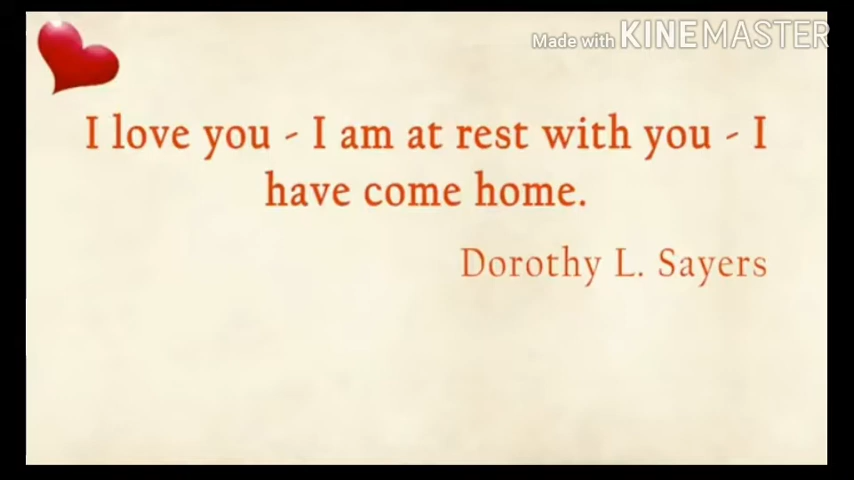 Made with KINEMASTER
I love you - I am at rest with you - I
have come home.
Dorothy L. Sayers